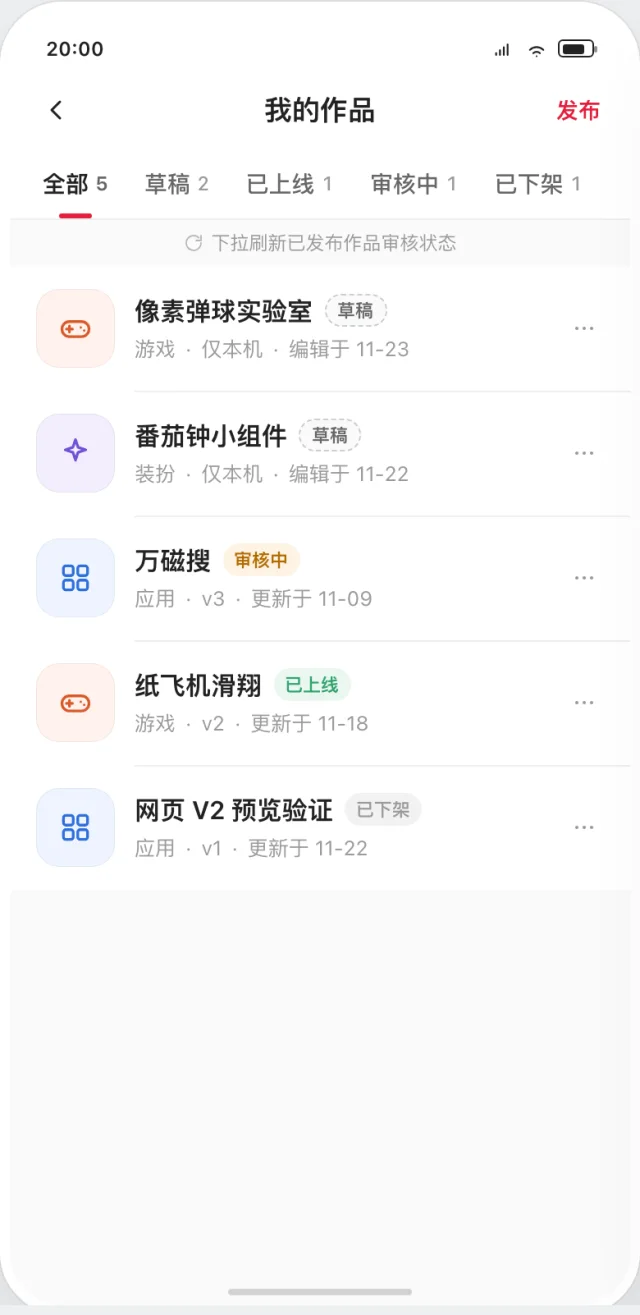 20:00
我的作品
发布
全部 5 草稿 2 已上线 1 审核中 1 已下架 1
下拉刷新已发布作品审核状态
像素弹球实验室 草稿
游戏 · 仅本机 · 编辑于 11-23
番茄钟小组件 草稿
装扮 · 仅本机 · 编辑于 11-22
万磁搜 审核中
应用 · v3 · 更新于 11-09
纸飞机滑翔 已上线
游戏 · v2 · 更新于 11-18
网页 V2 预览验证 已下架
应用 · v1 · 更新于 11-22